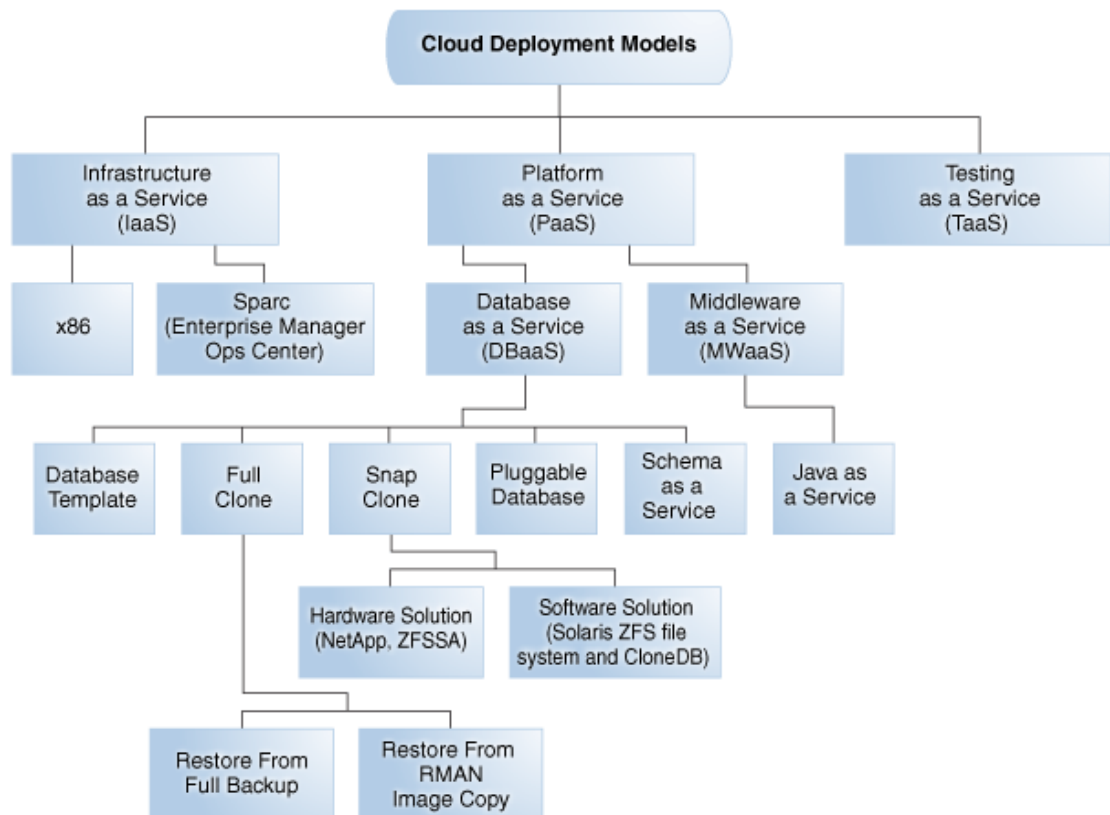 Cloud Deployment Models
Infrastructure
as a Service
(IaaS)
Platform
as a Service
(PaaS)
Testing
as a Service
(TaaS)
x86
Sparc
(Enterprise Manager
Ops Center)
Database
as a Service
(DBaaS)
Middleware
as a Service
(MWaaS)
Database
Template
Full
Clone
Snap
Clone
Pluggable
Database
Schema
as a
Service
Java as
a Service
Hardware Solution
(NetApp, ZFSSA)
Software Solution
(Solaris ZFS file
system and CloneDB)
Restore From
Full Backup
Restore From
RMAN
Image Copy